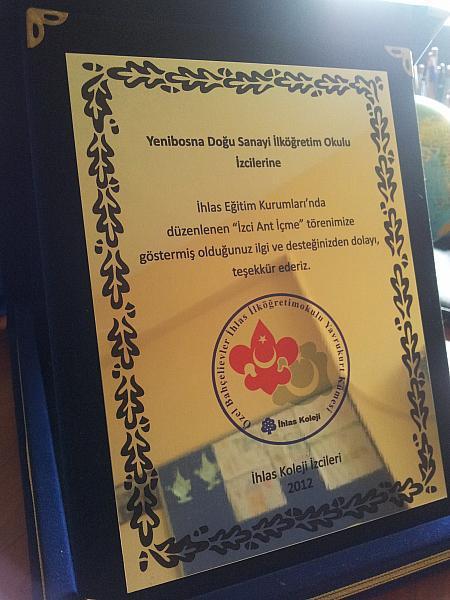 Yenibosna Doğu Sanayi İlköğretim Okulu
İzcilerine
İhlas Eğitim Kurumları'nda
düzenlenen "İzci Ant İçme" törenimize
göstermiş olduğunuz ilgi ve desteğinizden dolayı,
teşekkür ederiz.
Özel Bahçelievler İhlas İlköğretimokulu Yavrukurt Kümesi
İhlas Koleji
İhlas Koleji İzcileri
2012